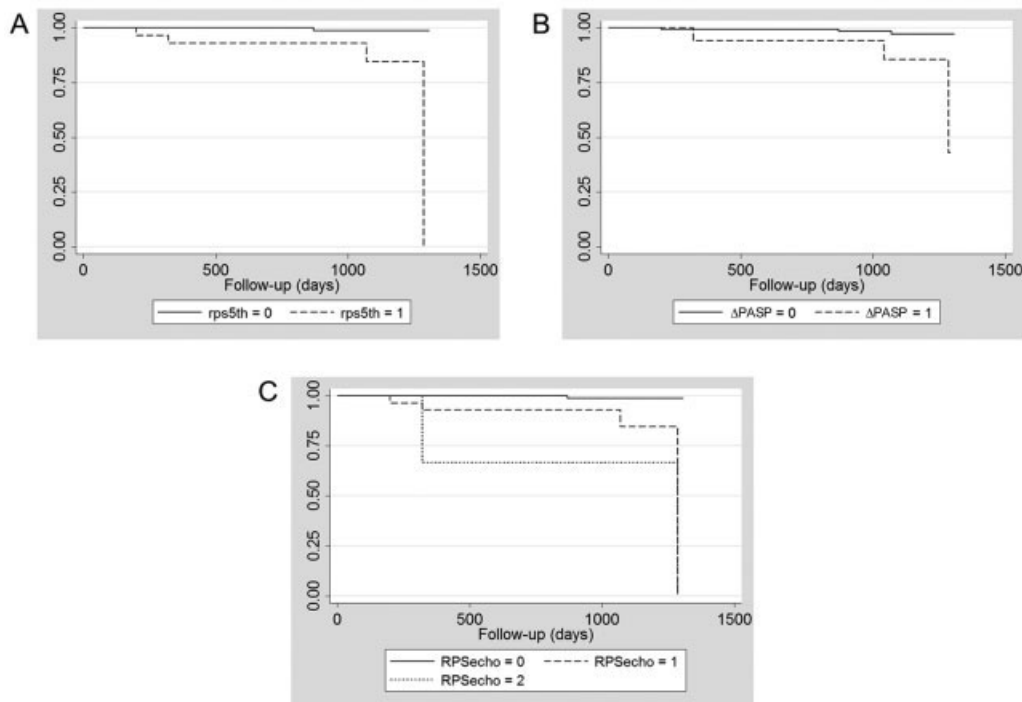 A
1.00
0.75
0.50
0.25
0.00
0 500 1000 1500
Follow-up (days)
rps5th = 0 rps5th = 1
B
1.00
0.75
0.50
0.25
0.00
0 500 1000 1500
Follow-up (days)
ΔPASP = 0 ΔPASP = 1
C
1.00
0.75
0.50
0.25
0.00
0 500 1000 1500
Follow-up (days)
RPSecho = 0 RPSecho = 1
RPSecho = 2